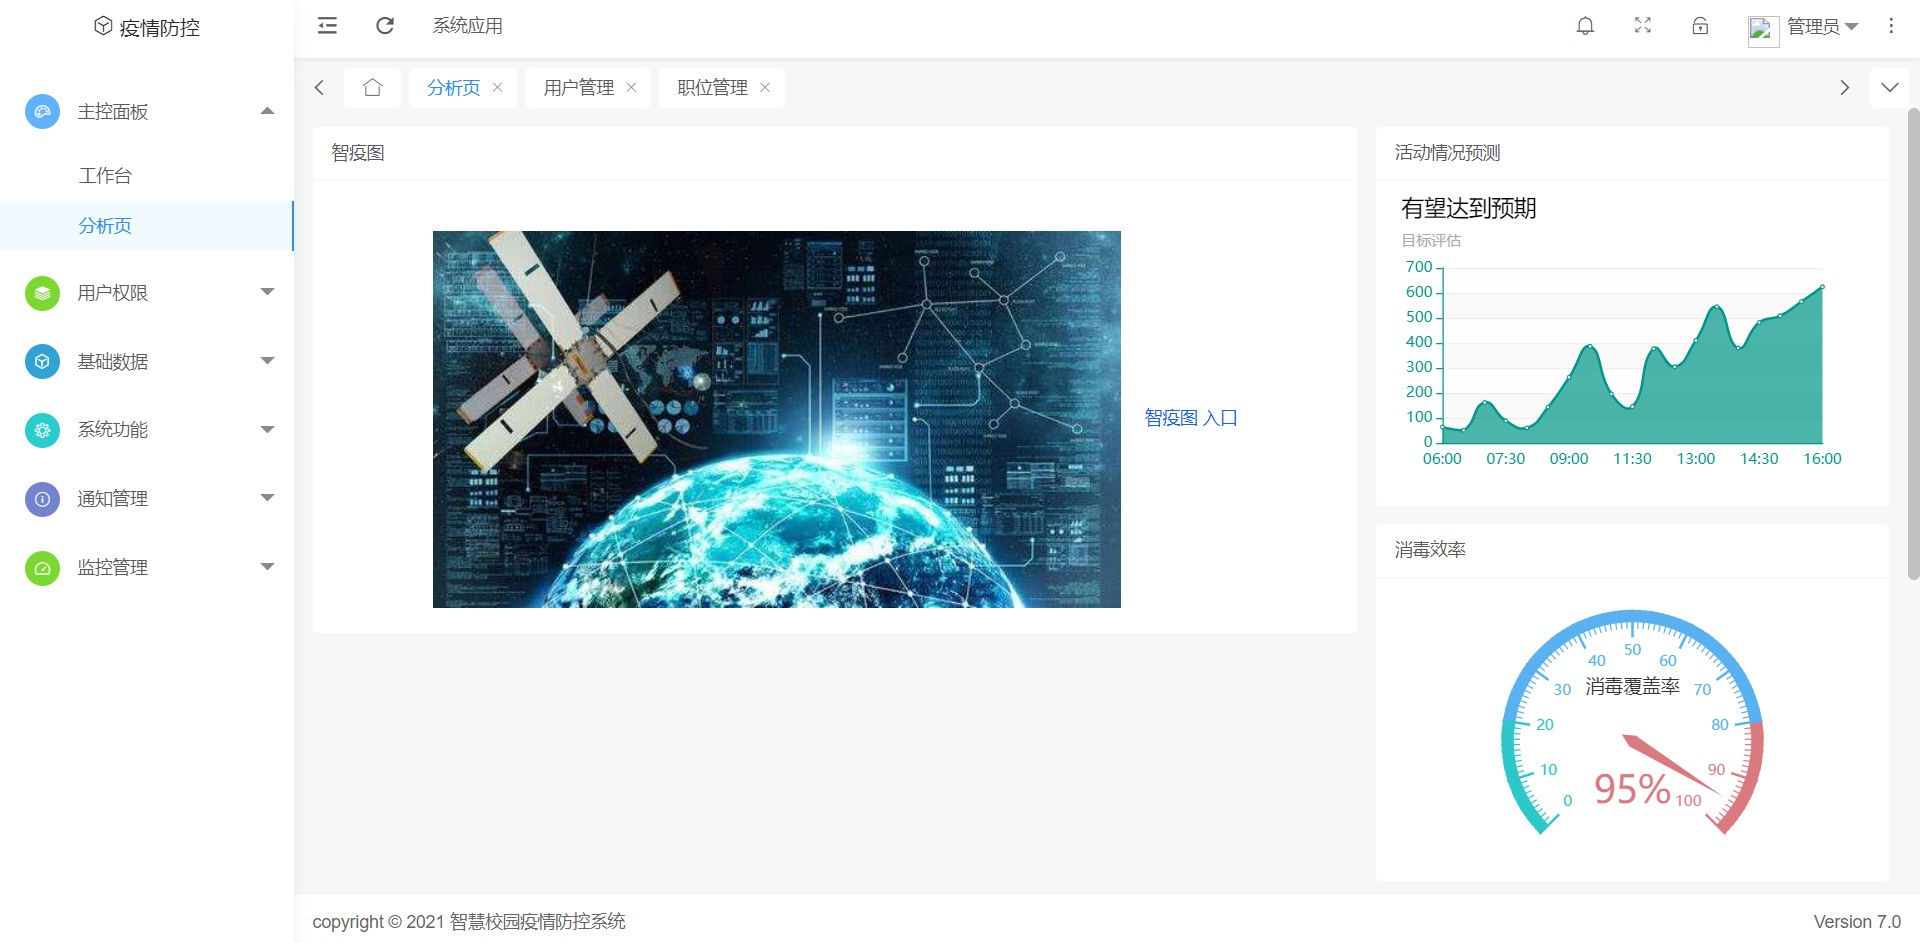 疫情防控
系统应用
管理员
主控面板
工作台
分析页
用户权限
基础数据
系统功能
通知管理
监控管理
分析页
用户管理
职位管理
智疫图
智疫图 入口
活动情况预测
有望达到预期
目标评估
700
600
500
400
300
200
100
0
06:00 07:30 09:00 11:30 13:00 14:30 16:00
消毒效率
50
40 60
消毒覆盖率
30 70
20 80
10 90
95%
0 100
copyright © 2021 智慧校园疫情防控系统
Version 7.0